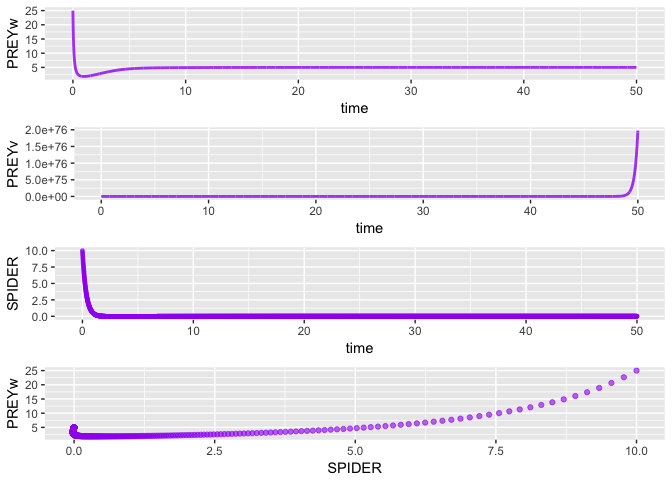 PREYw
25
20
15
10
5
0 10 20 30 40 50
time
PREYv
2.0e+76
1.5e+76
1.0e+76
5.0e+75
0.0e+00
0 10 20 30 40 50
time
SPIDER
10.0
7.5
5.0
2.5
0.0
0 10 20 30 40 50
time
PREYw
25
20
15
10
5
0.0 2.5 5.0 7.5 10.0
SPIDER